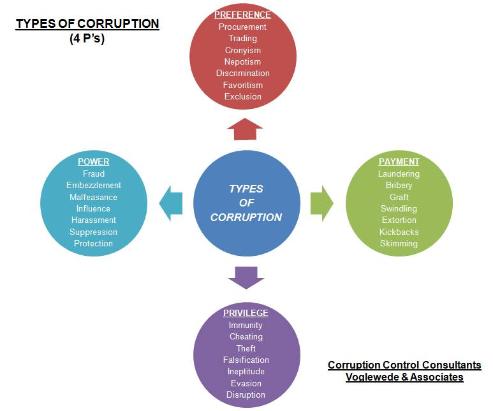 TYPES OF CORRUPTION
(4 P's)
PREFERENCE
Procurement
Trading
Cronyism
Nepotism
Discrimination
Favoritism
Exclusion
POWER
Fraud
Embezzlement
Malfeasance
Influence
Harassment
Suppression
Protection
TYPES
OF
CORRUPTION
PAYMENT
Laundering
Bribery
Graft
Swindling
Extortion
Kickbacks
Skimming
PRIVILEGE
Immunity
Cheating
Theft
Falsification
Ineptitude
Evasion
Disruption
Corruption Control Consultants
Voglewede & Associates